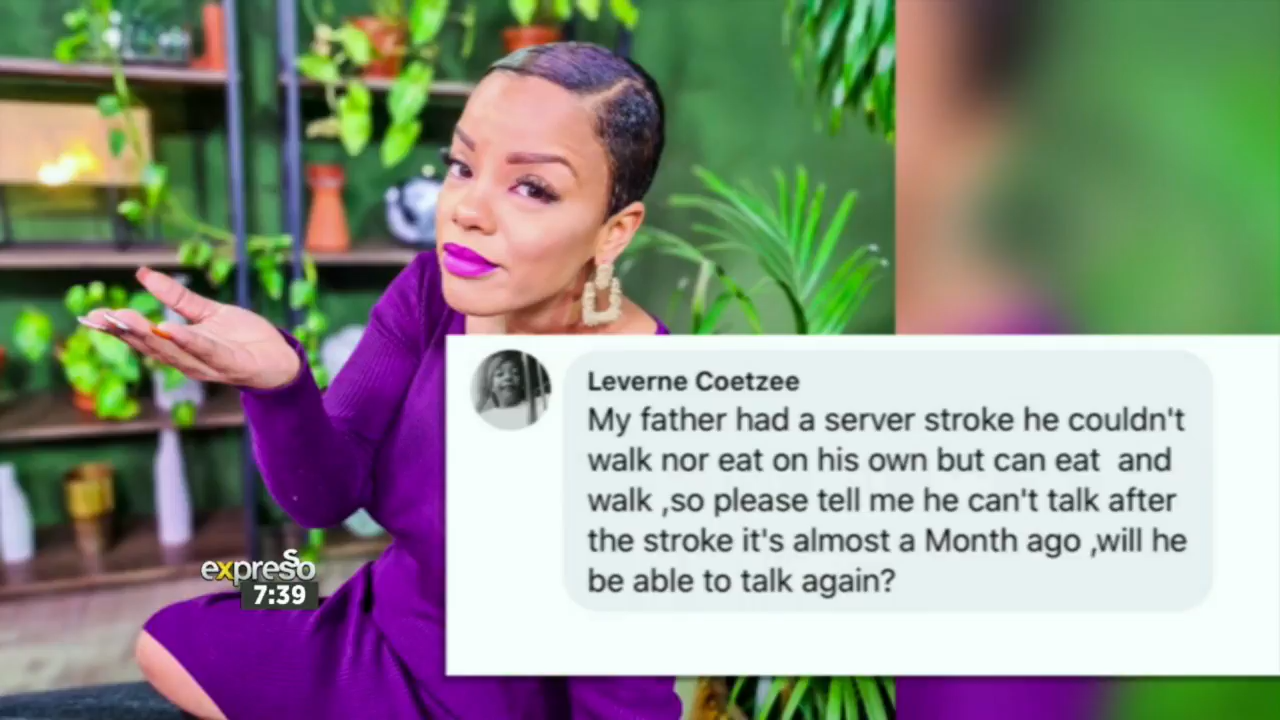 Leverne Coetzee
My father had a server stroke he couldn't
walk nor eat on his own but can eat  and
walk ,so please tell me he can't talk after
the stroke it's almost a Month ago ,will he
be able to talk again?
expresso
7:39